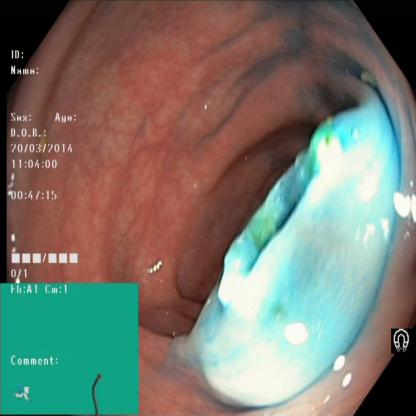 ID:
Name:
Sex: Age:
D.O.B.:
20/03/2014
11:04:00
00:47:15
■■■/■■■
0/1
Eh:A1 Cm:1
Comment: